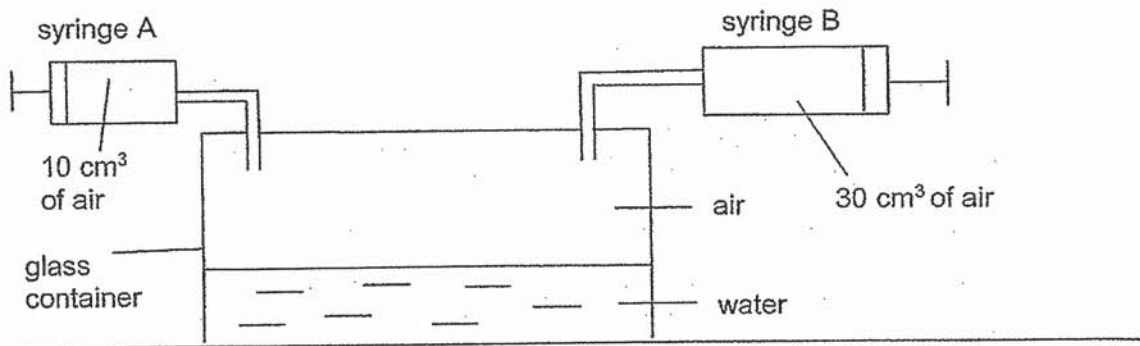 syringe A
syringe B
10 cm³
of air
30 cm³ of air
air
glass
container
water